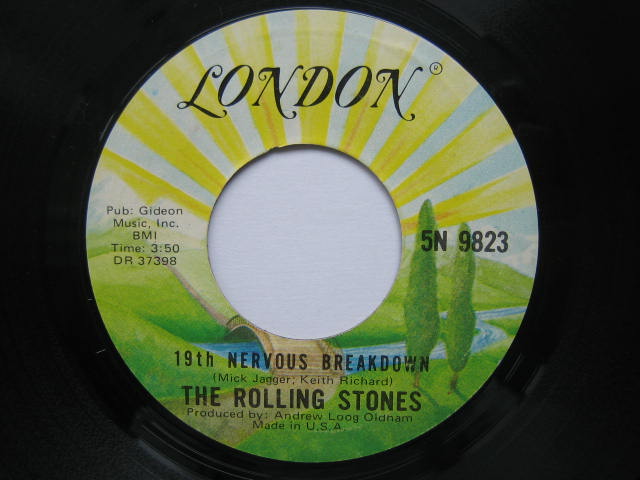 LONDON®
Pub: Gideon
Music, Inc.
BMI
Time: 3:50
DR 37398
5N 9823
19th NERVOUS BREAKDOWN
(Mick Jagger; Keith Richard)
THE ROLLING STONES
Produced by: Andrew Loog Oldham
Made in U.S.A.